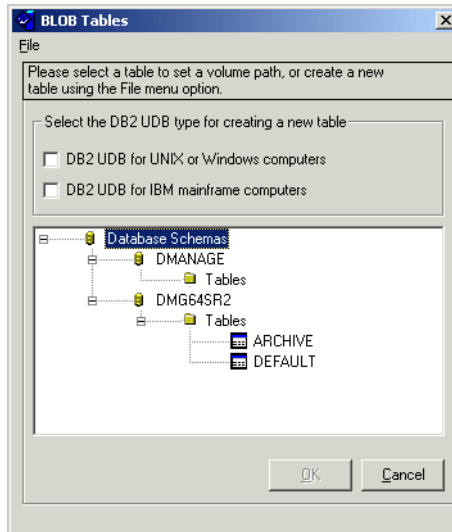 BLOB Tables
File
Please select a table to set a volume path, or create a new
table using the File menu option.
Select the DB2 UDB type for creating a new table
DB2 UDB for UNIX or Windows computers
DB2 UDB for IBM mainframe computers
Database Schemas
DMANAGE
Tables
DMG64SR2
Tables
ARCHIVE
DEFAULT
OK Cancel